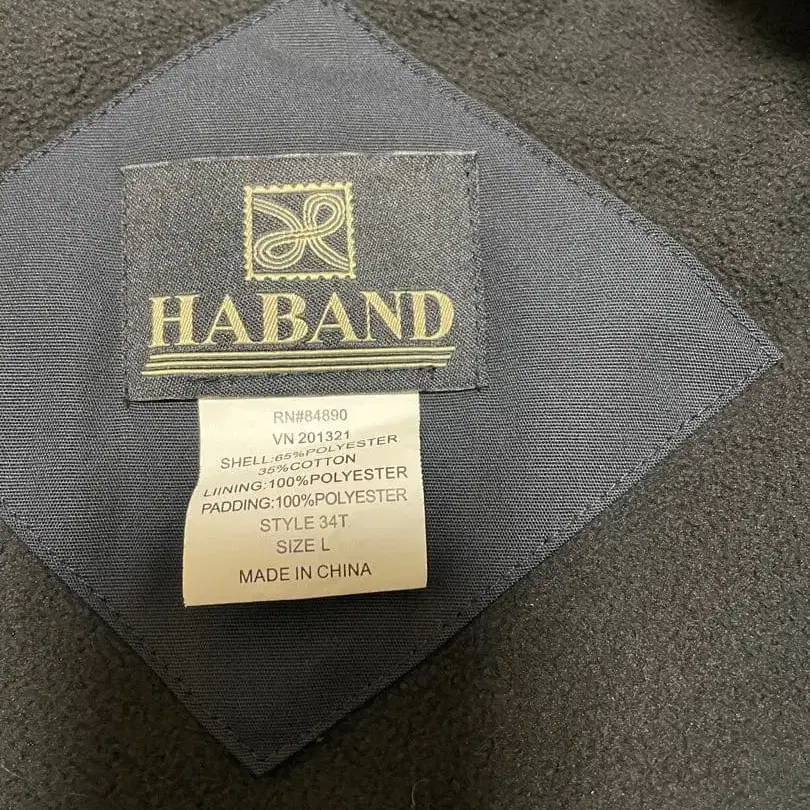 HABAND
RN#84890
VN 201321
SHELL:65%POLYESTER
35%COTTON
LIINING:100%POLYESTER
PADDING:100%POLYESTER
STYLE 34T
SIZE L
MADE IN CHINA